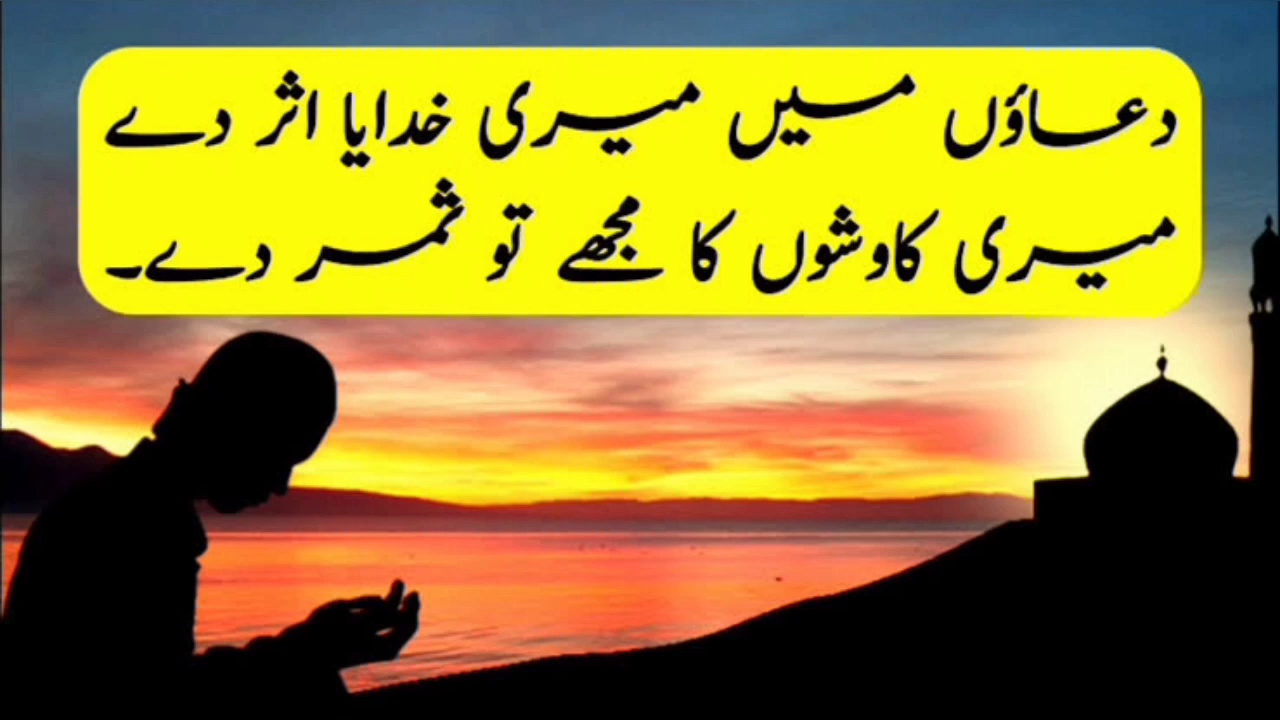 دعاؤں میں میری خدایا اثر دے
میری کاوشوں کا مجھے تو ثمر دے۔